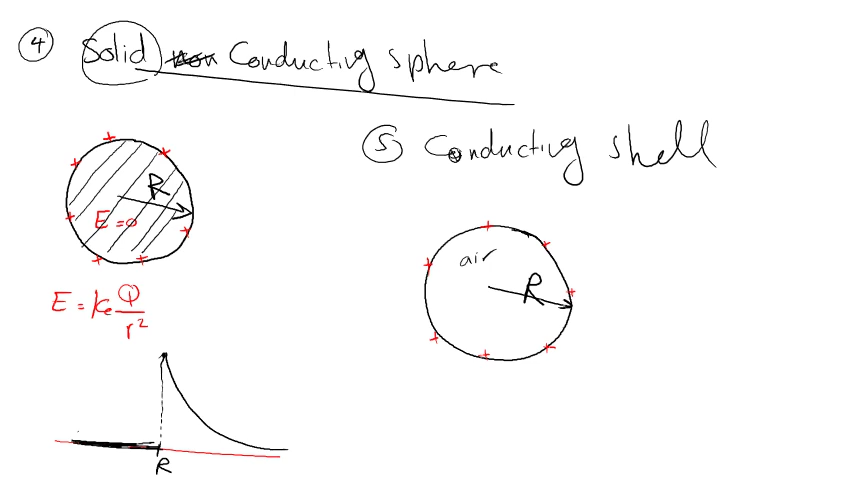 ④ Solid non Conducting sphere
R
E = 0
E = ke Q/r²
R
⑤ Conducting shell
air
R